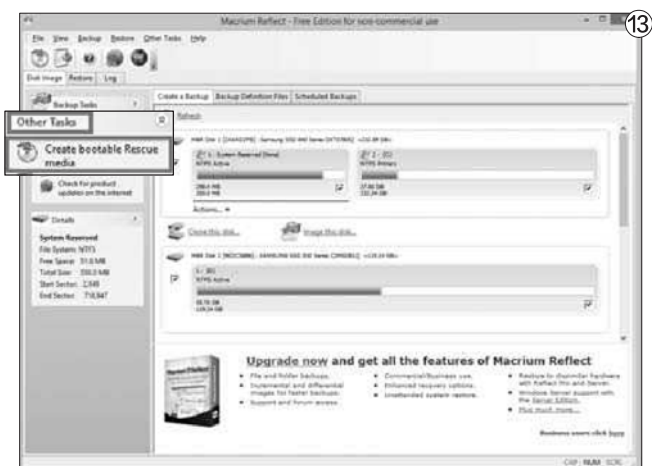 13
Macrium Reflect - Free Edition for non-commercial use
File View Backup Restore Other Tasks Help
Disk Image Restore Log
Backup Tasks
Create a Backup Backup Definition Files Scheduled Backups
Refresh
Other Tasks
Create bootable Rescue
media
Check for product
updates on the internet
Actions...
Clone this disk... Image this disk...
Details
System Reserved
File System: NTFS
Free Space: 51.0 MB
Total Size: 350.0 MB
Start Sector: 2,048
End Sector: 718,847
NTFS Active
NTFS Primary
NTFS Active
Upgrade now and get all the features of Macrium Reflect
File and folder backups.
Incremental and differential
images for faster backups.
Support and forum access.
Commercial/Business use.
Enhanced recovery options.
Unattended system restore.
Restore to dissimilar hardware
with Reflect Pro and Server.
Windows Server support with
the Server Edition.
Plus much more...
Business users click here
CAP NUM SCRL